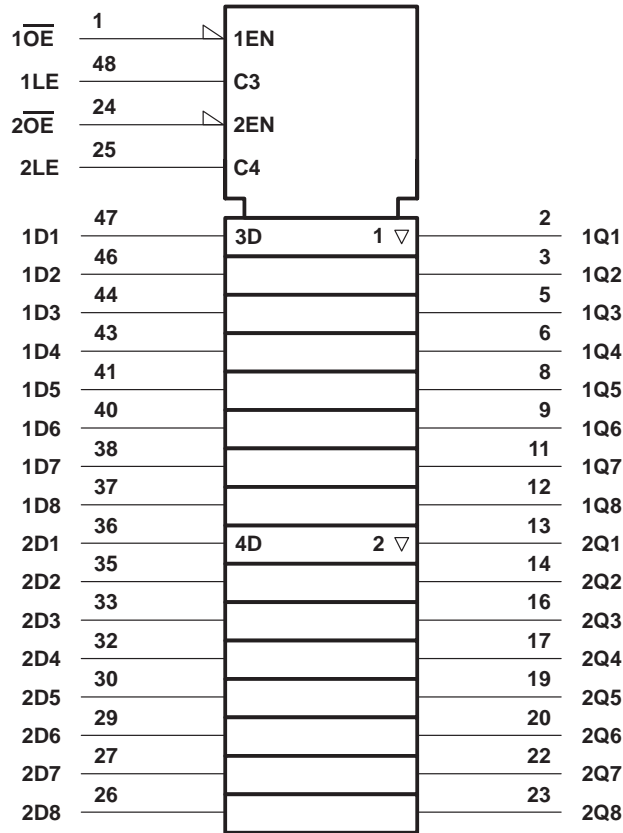 1OE 1 1EN
1LE 48 C3
2OE 24 2EN
2LE 25 C4
1D1 47 3D 1 ▽ 2 1Q1
1D2 46 3 1Q2
1D3 44 5 1Q3
1D4 43 6 1Q4
1D5 41 8 1Q5
1D6 40 9 1Q6
1D7 38 11 1Q7
1D8 37 12 1Q8
2D1 36 4D 2 ▽ 13 2Q1
2D2 35 14 2Q2
2D3 33 16 2Q3
2D4 32 17 2Q4
2D5 30 19 2Q5
2D6 29 20 2Q6
2D7 27 22 2Q7
2D8 26 23 2Q8